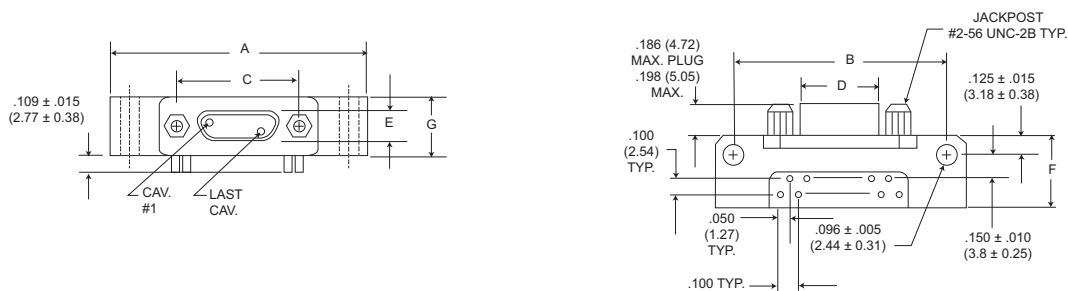 A
C
.109 ± .015
(2.77 ± 0.38)
E
G
CAV.
#1
LAST
CAV.
JACKPOST
#2-56 UNC-2B TYP.
.186 (4.72)
MAX. PLUG
.198 (5.05)
MAX.
B
D
.125 ± .015
(3.18 ± 0.38)
.100
(2.54)
TYP.
F
.050
(1.27)
TYP.
.096 ± .005
(2.44 ± 0.31)
.150 ± .010
(3.8 ± 0.25)
.100 TYP.